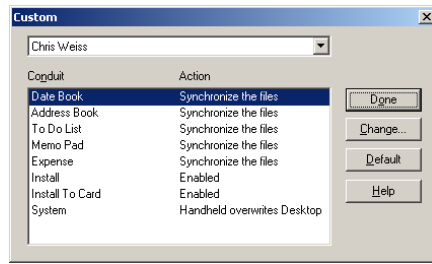 Custom
Chris Weiss
Conduit Action
Date Book Synchronize the files
Address Book Synchronize the files
To Do List Synchronize the files
Memo Pad Synchronize the files
Expense Synchronize the files
Install Enabled
Install To Card Enabled
System Handheld overwrites Desktop
Done
Change...
Default
Help